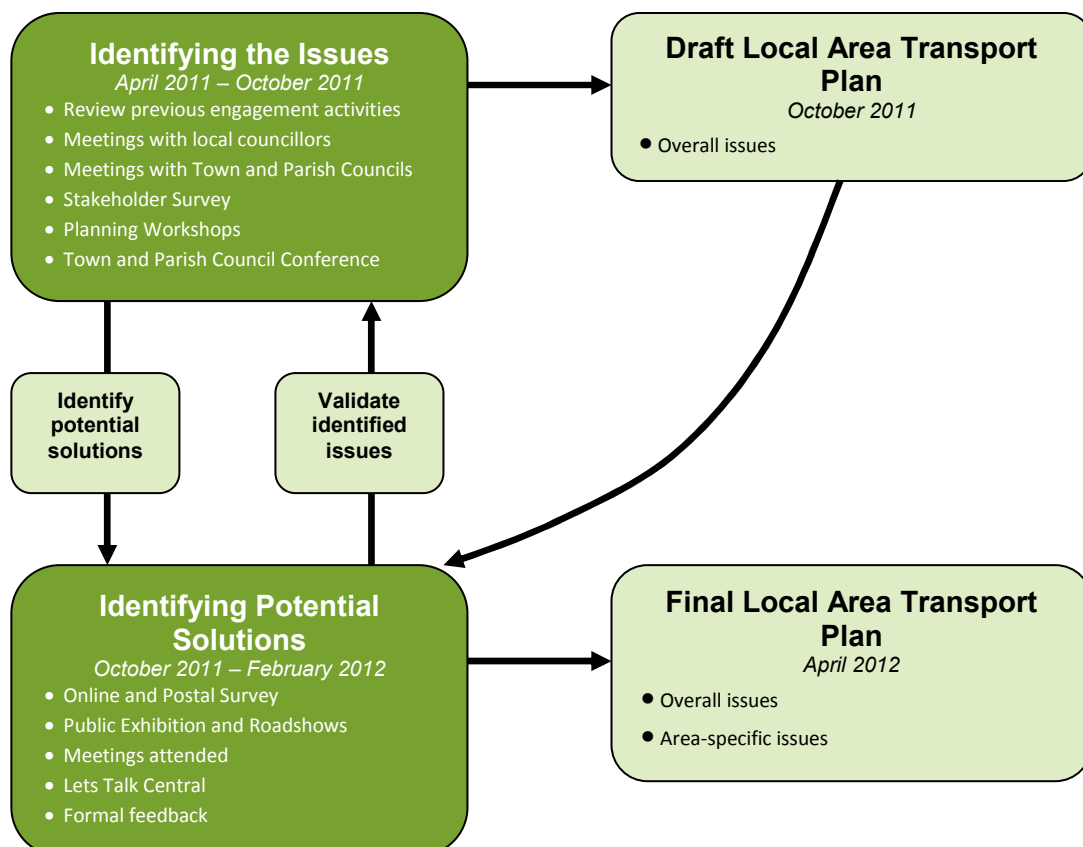 Identifying the Issues
April 2011 – October 2011
• Review previous engagement activities
• Meetings with local councillors
• Meetings with Town and Parish Councils
• Stakeholder Survey
• Planning Workshops
• Town and Parish Council Conference
Draft Local Area Transport
Plan
October 2011
• Overall issues
Identify
potential
solutions
Validate
identified
issues
Identifying Potential
Solutions
October 2011 – February 2012
• Online and Postal Survey
• Public Exhibition and Roadshows
• Meetings attended
• Lets Talk Central
• Formal feedback
Final Local Area Transport
Plan
April 2012
• Overall issues
• Area-specific issues